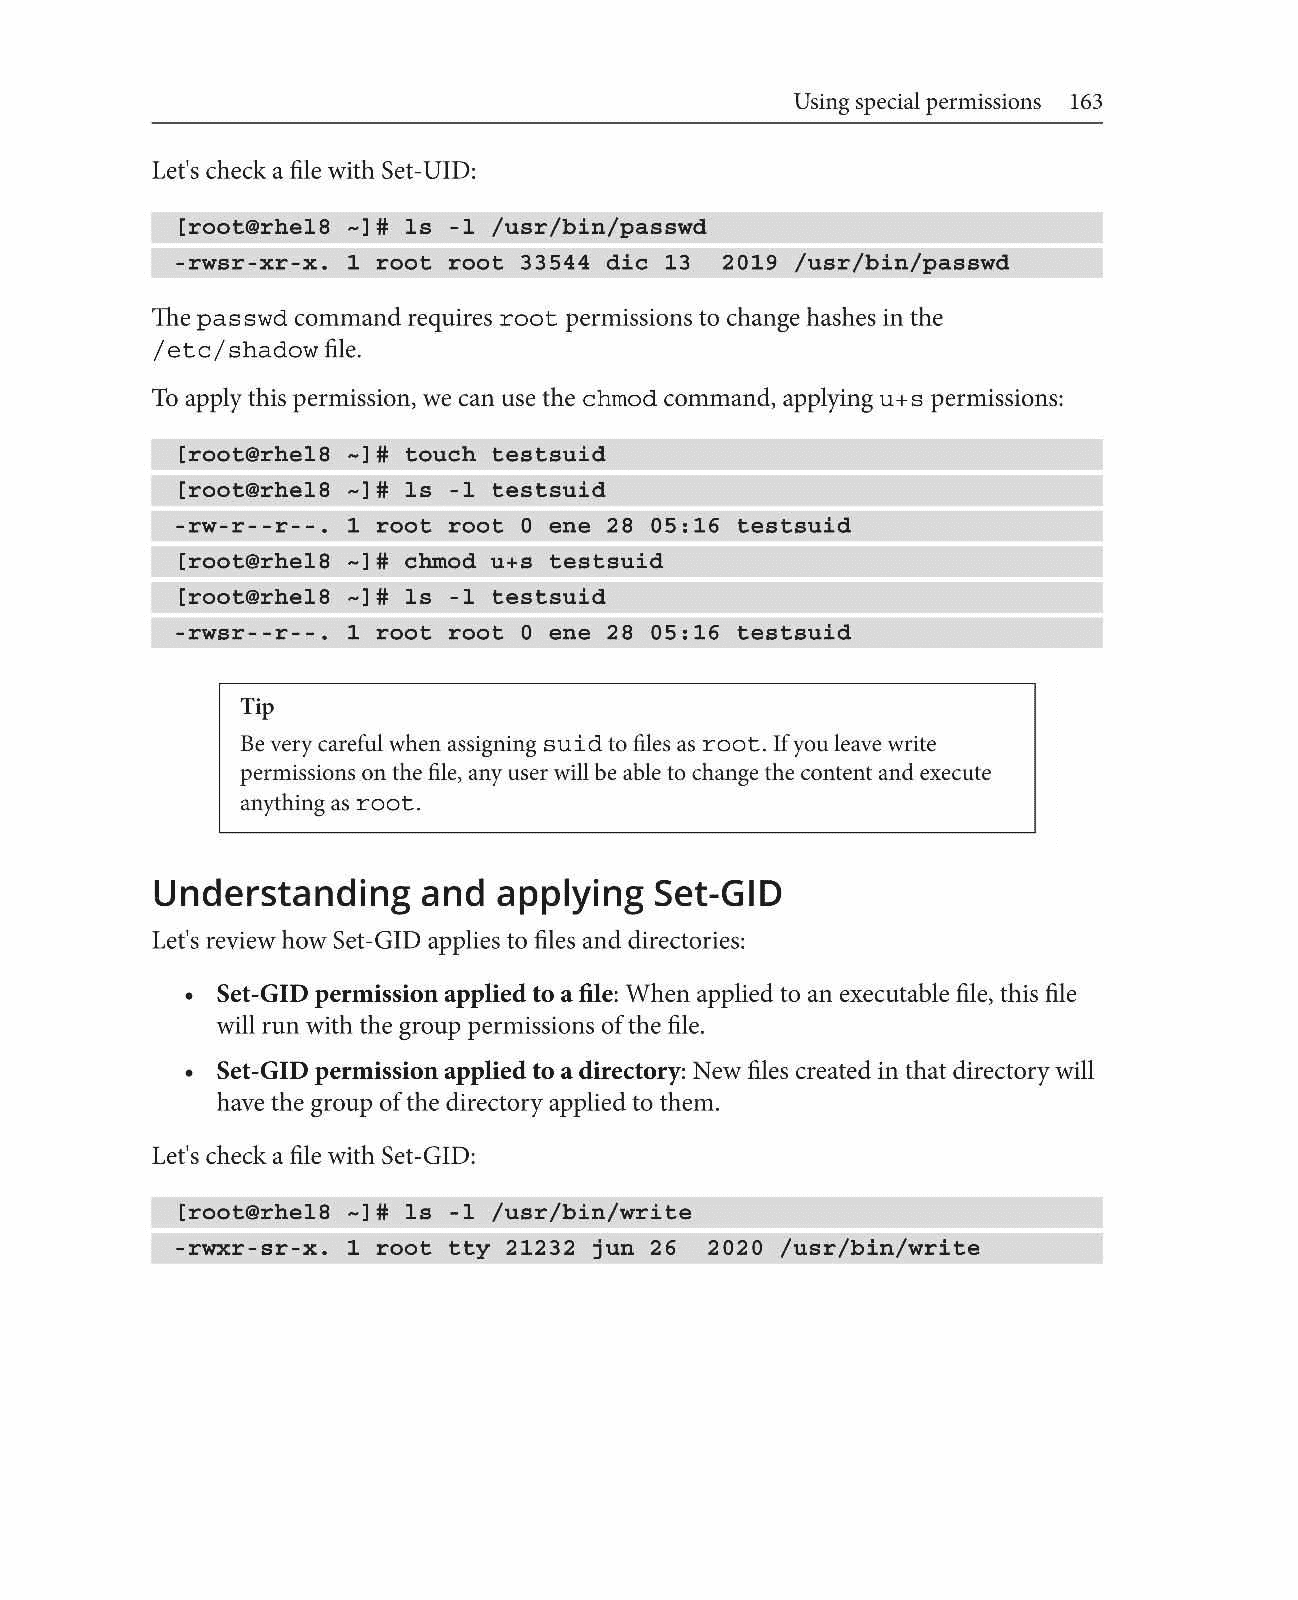 Using special permissions 163
Let's check a file with Set-UID:
[root@rhel8 ~]# ls -l /usr/bin/passwd
-rwsr-xr-x. 1 root root 33544 dic 13  2019 /usr/bin/passwd
The passwd command requires root permissions to change hashes in the
/etc/shadow file.
To apply this permission, we can use the chmod command, applying u+s permissions:
[root@rhel8 ~]# touch testsuid
[root@rhel8 ~]# ls -l testsuid
-rw-r--r--. 1 root root 0 ene 28 05:16 testsuid
[root@rhel8 ~]# chmod u+s testsuid
[root@rhel8 ~]# ls -l testsuid
-rwsr--r--. 1 root root 0 ene 28 05:16 testsuid
Tip
Be very careful when assigning suid to files as root. If you leave write
permissions on the file, any user will be able to change the content and execute
anything as root.
Understanding and applying Set-GID
Let's review how Set-GID applies to files and directories:
• Set-GID permission applied to a file: When applied to an executable file, this file
will run with the group permissions of the file.
• Set-GID permission applied to a directory: New files created in that directory will
have the group of the directory applied to them.
Let's check a file with Set-GID:
[root@rhel8 ~]# ls -l /usr/bin/write
-rwxr-sr-x. 1 root tty 21232 jun 26  2020 /usr/bin/write